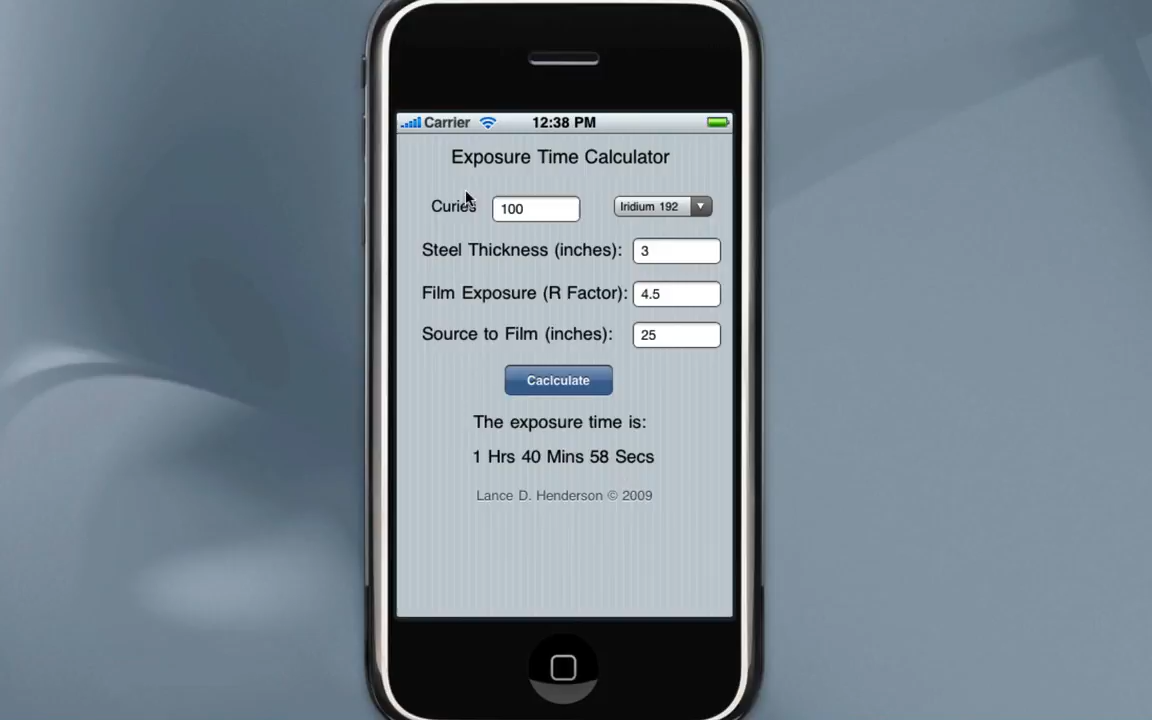 Carrier 12:38 PM
Exposure Time Calculator
Curies 100 Iridium 192
Steel Thickness (inches): 3
Film Exposure (R Factor): 4.5
Source to Film (inches): 25
Caclculate
The exposure time is:
1 Hrs 40 Mins 58 Secs
Lance D. Henderson © 2009